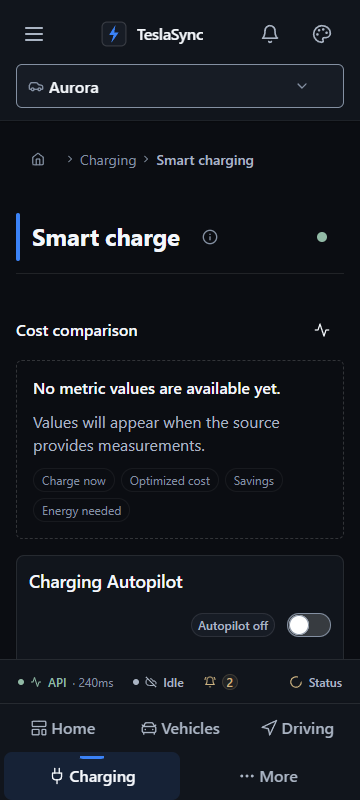 TeslaSync
Aurora
Charging
Smart charging
Smart charge
Cost comparison
No metric values are available yet.
Values will appear when the source
provides measurements.
Charge now
Optimized cost
Savings
Energy needed
Charging Autopilot
Autopilot off
API · 240ms
Idle
2
Status
Home
Vehicles
Driving
Charging
More